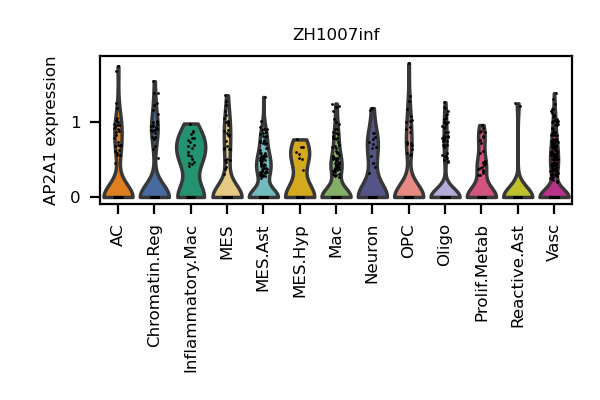 ZH1007inf
AP2A1 expression
1
0
AC
Chromatin.Reg
Inflammatory.Mac
MES
MES.Ast
MES.Hyp
Mac
Neuron
OPC
Oligo
Prolif.Metab
Reactive.Ast
Vasc